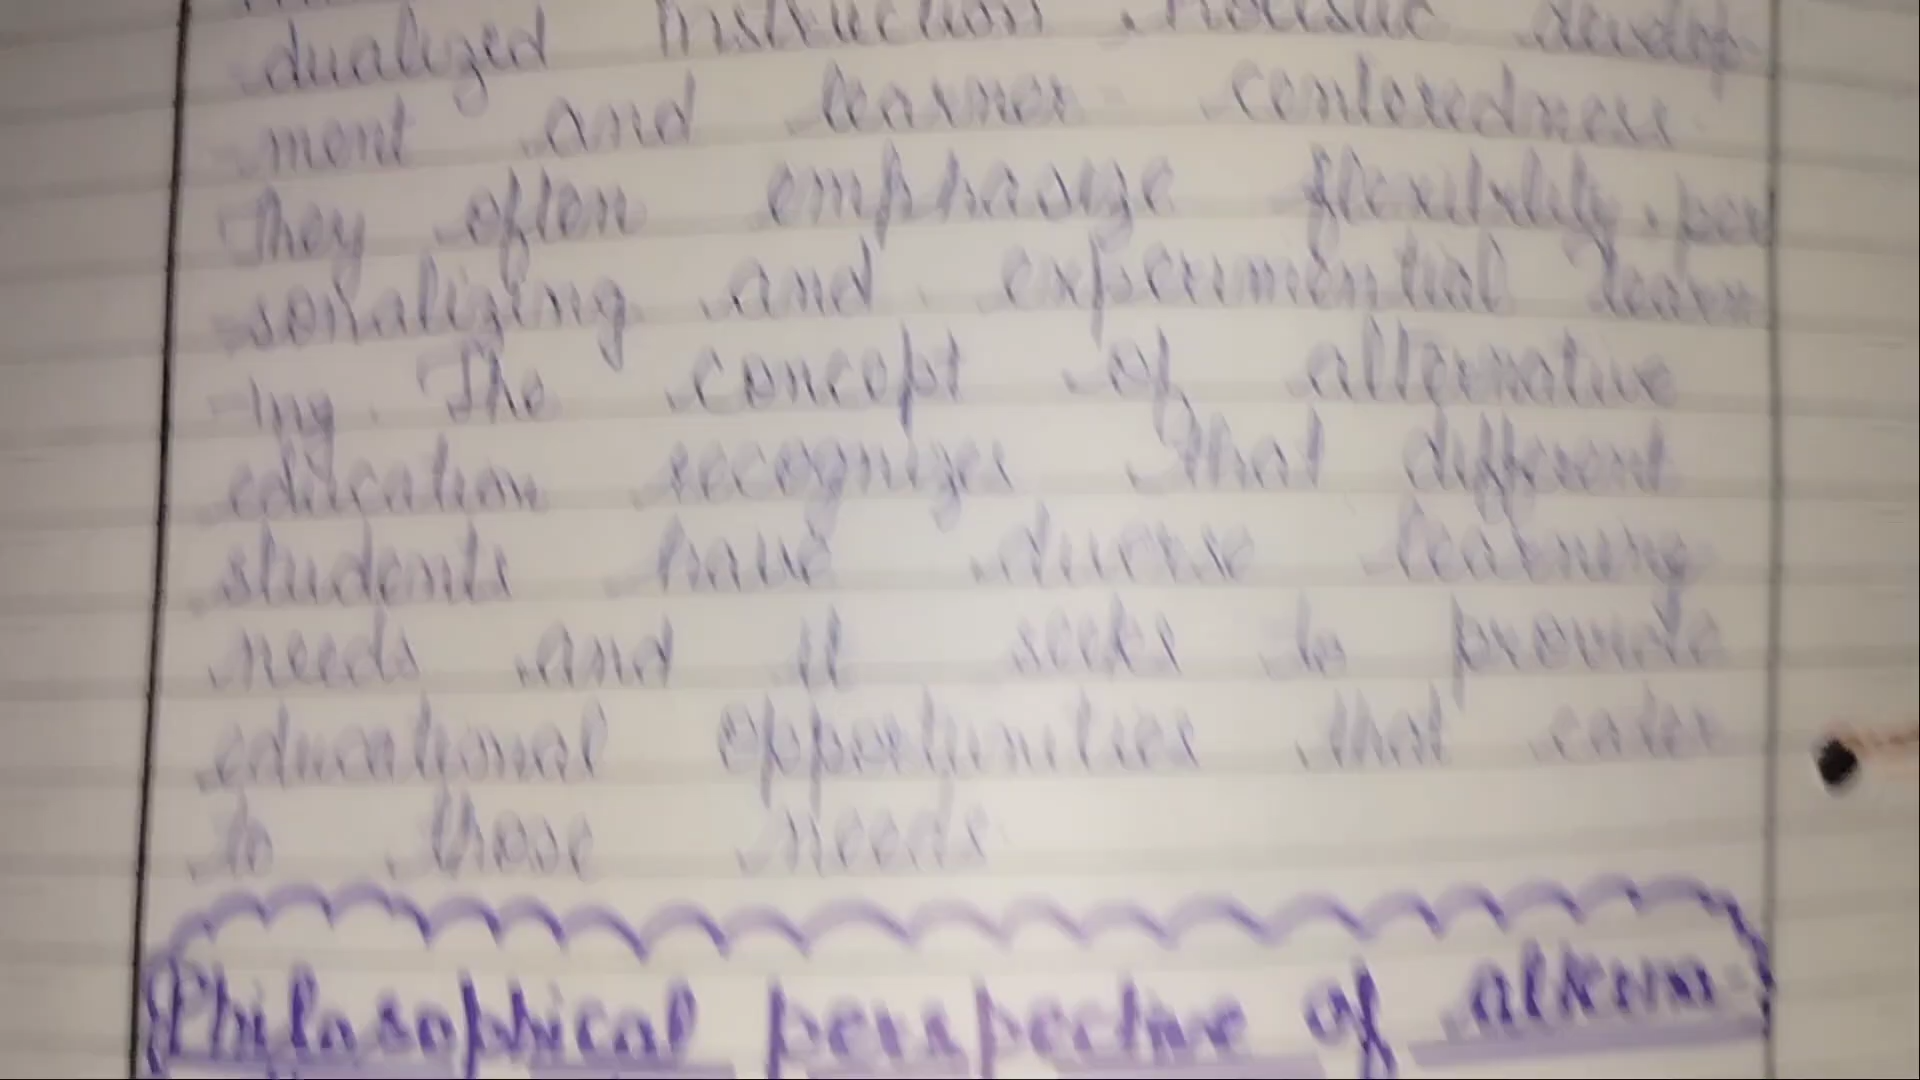 dualized instruction, holistic develop-
-ment and learner centeredness
They often emphasize flexibility, per
-sonalizing and experimential learn
-ing. The concept of alternative
education recognizes that different
students have diverse learning
needs and it seeks to provide
educational opportunities that cater
to those needs
Philosophical perspective of altern-